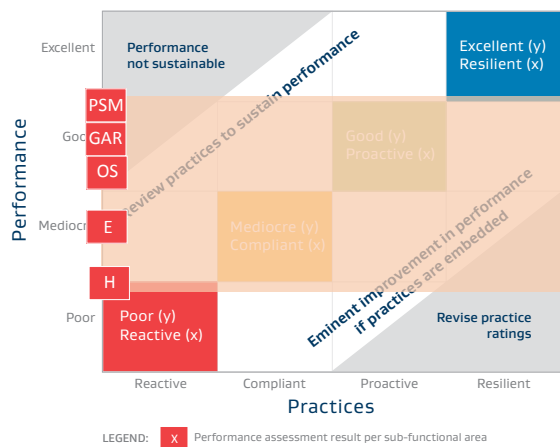 Excellent
Performance
not sustainable
Excellent (y)
Resilient (x)
PSM
Good
GAR
OS
Good (y)
Proactive (x)
Review practices to sustain performance
Performance
Mediocre
E
Mediocre (y)
Compliant (x)
H
Eminent improvement in performance
if practices are embedded
Poor
Poor (y)
Reactive (x)
Revise practice
ratings
Reactive
Compliant
Proactive
Resilient
Practices
LEGEND:
X
Performance assessment result per sub-functional area